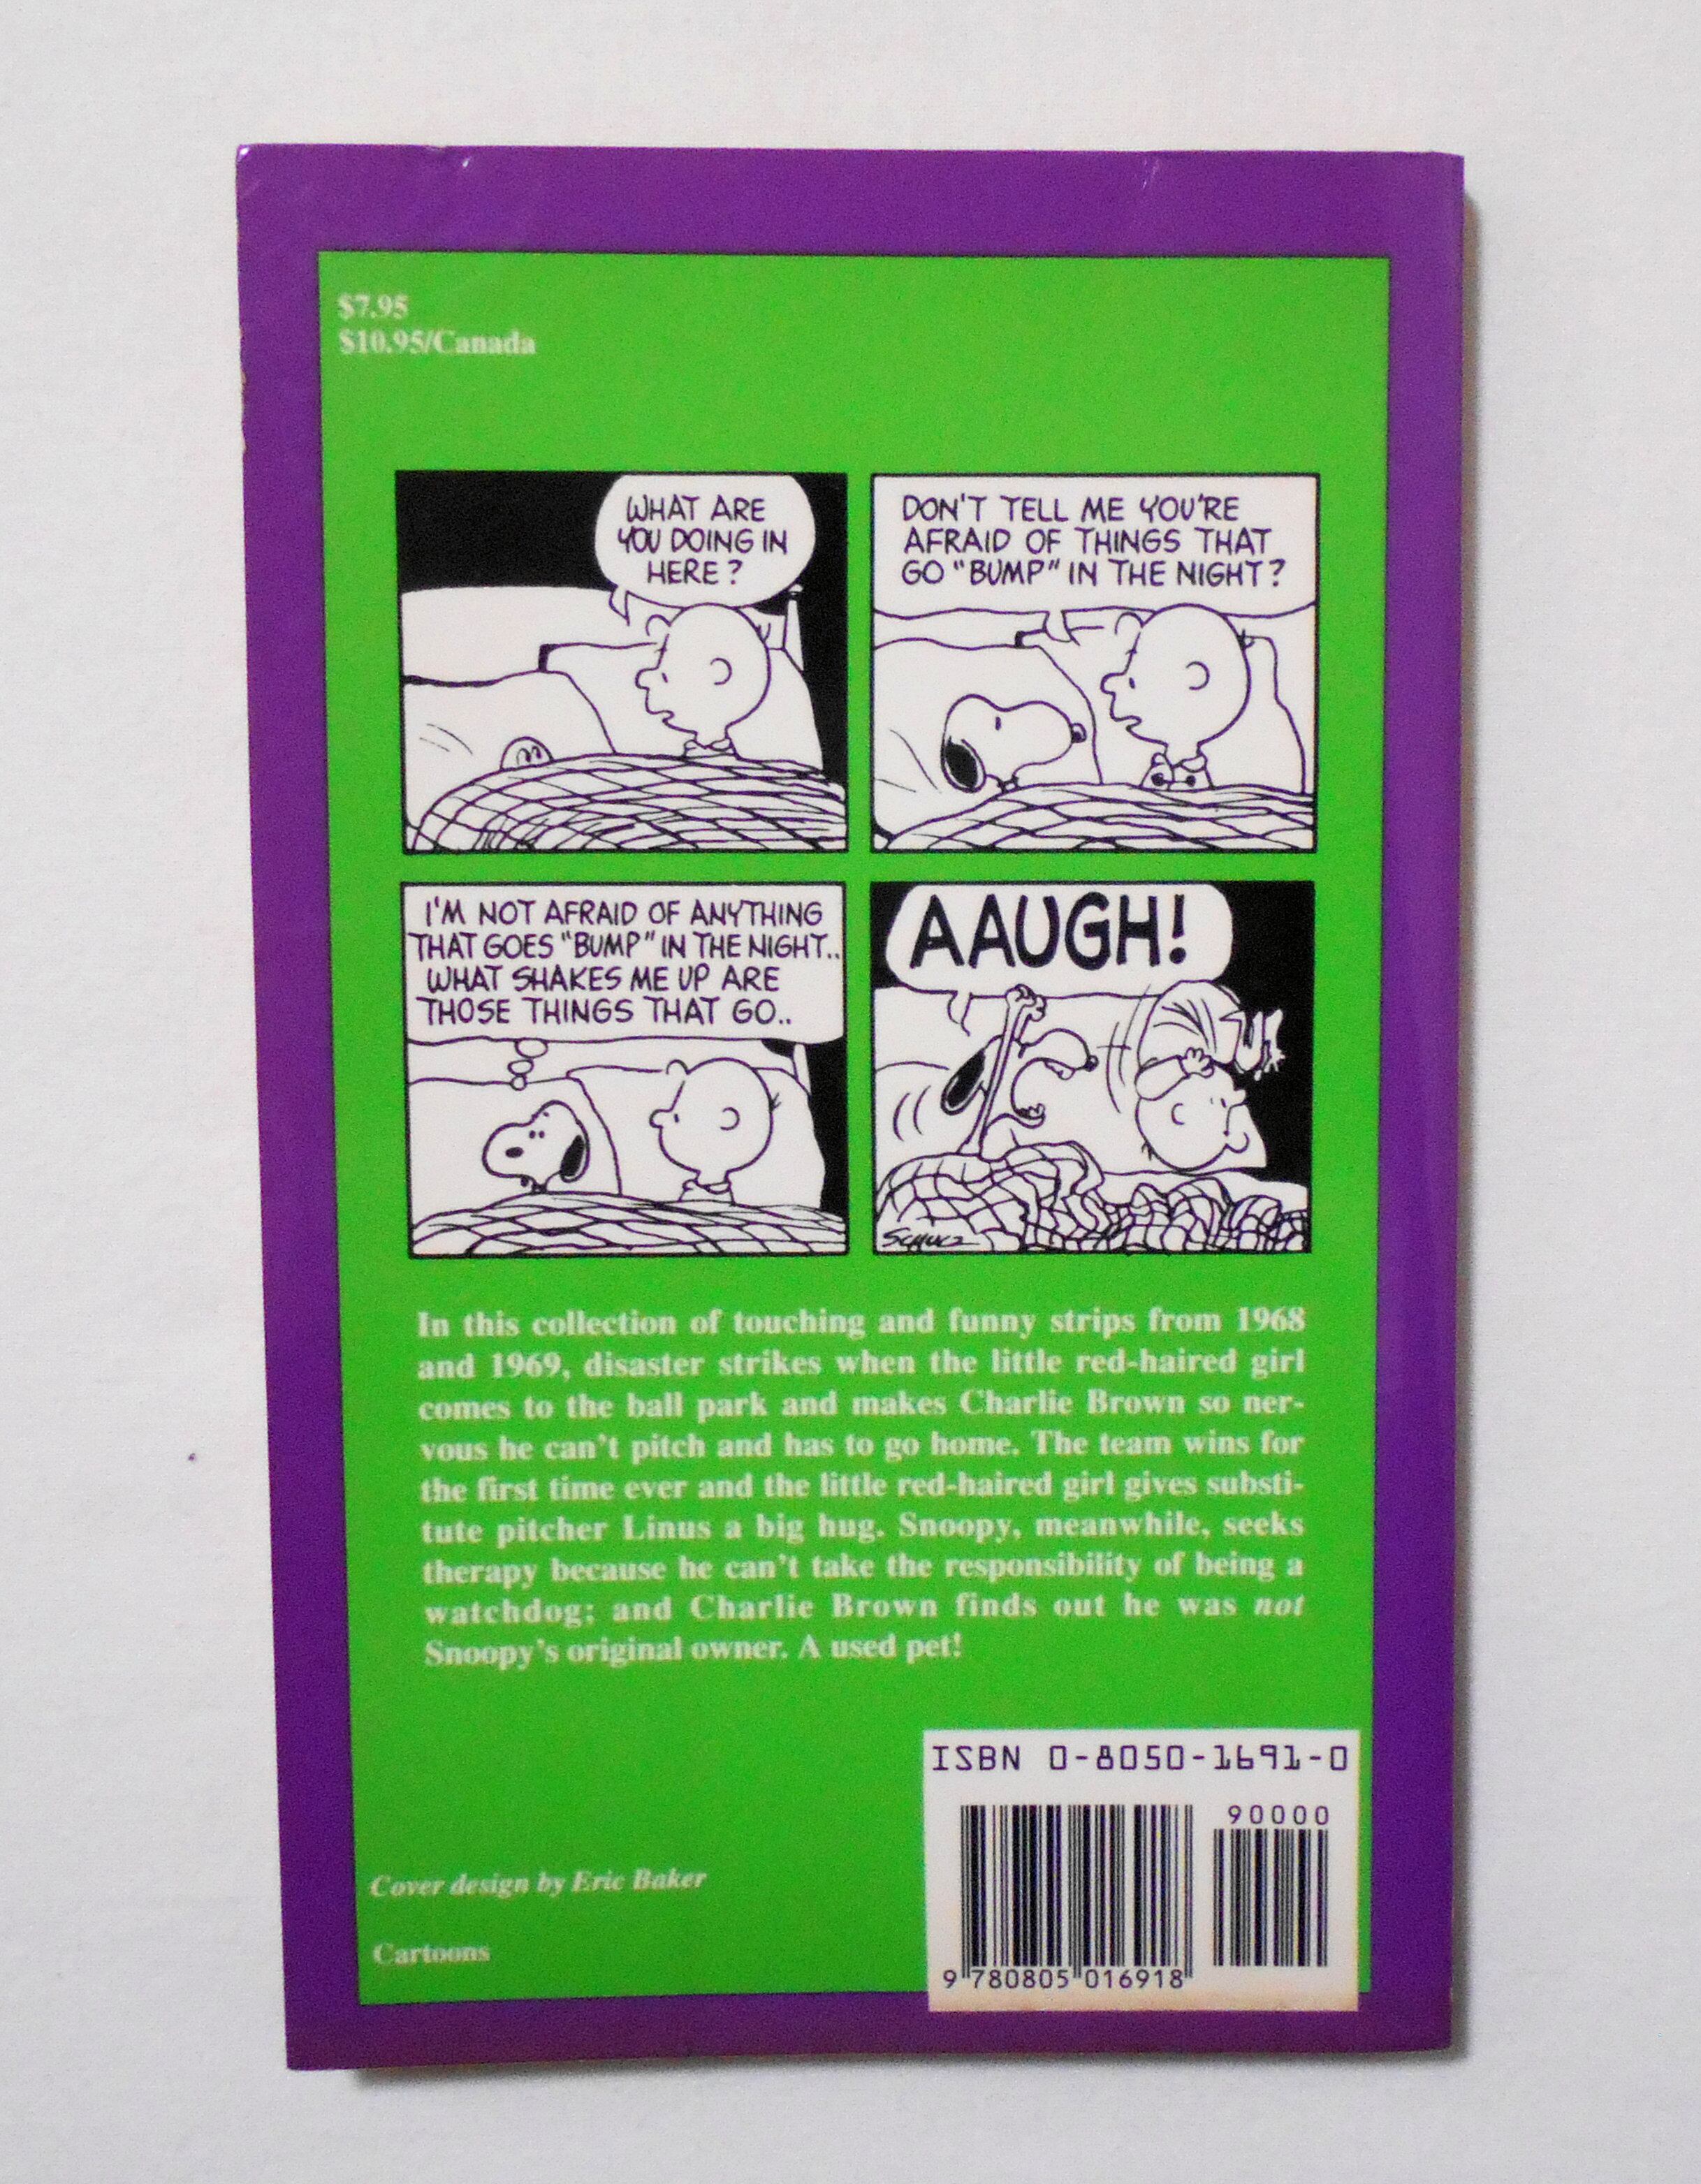 $7.95
$10.95/Canada
WHAT ARE
YOU DOING IN
HERE?
DON'T TELL ME YOU'RE
AFRAID OF THINGS THAT
GO "BUMP" IN THE NIGHT?
I'M NOT AFRAID OF ANYTHING
THAT GOES "BUMP" IN THE NIGHT..
WHAT SHAKES ME UP ARE
THOSE THINGS THAT GO..
AAUGH!
SCHULZ
In this collection of touching and funny strips from 1968
and 1969, disaster strikes when the little red-haired girl
comes to the ball park and makes Charlie Brown so ner-
vous he can't pitch and has to go home. The team wins for
the first time ever and the little red-haired girl gives substi-
tute pitcher Linus a big hug. Snoopy, meanwhile, seeks
therapy because he can't take the responsibility of being a
watchdog; and Charlie Brown finds out he was not
Snoopy's original owner. A used pet!
ISBN 0-8050-1691-0
90000
9 780805 016918
Cover design by Eric Baker
Cartoons